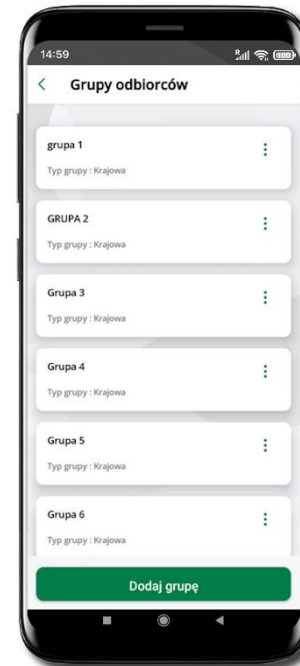 14:59
Grupy odbiorców
grupa 1
Typ grupy : Krajowa
GRUPA 2
Typ grupy : Krajowa
Grupa 3
Typ grupy : Krajowa
Grupa 4
Typ grupy : Krajowa
Grupa 5
Typ grupy : Krajowa
Grupa 6
Typ grupy : Krajowa
Dodaj grupę